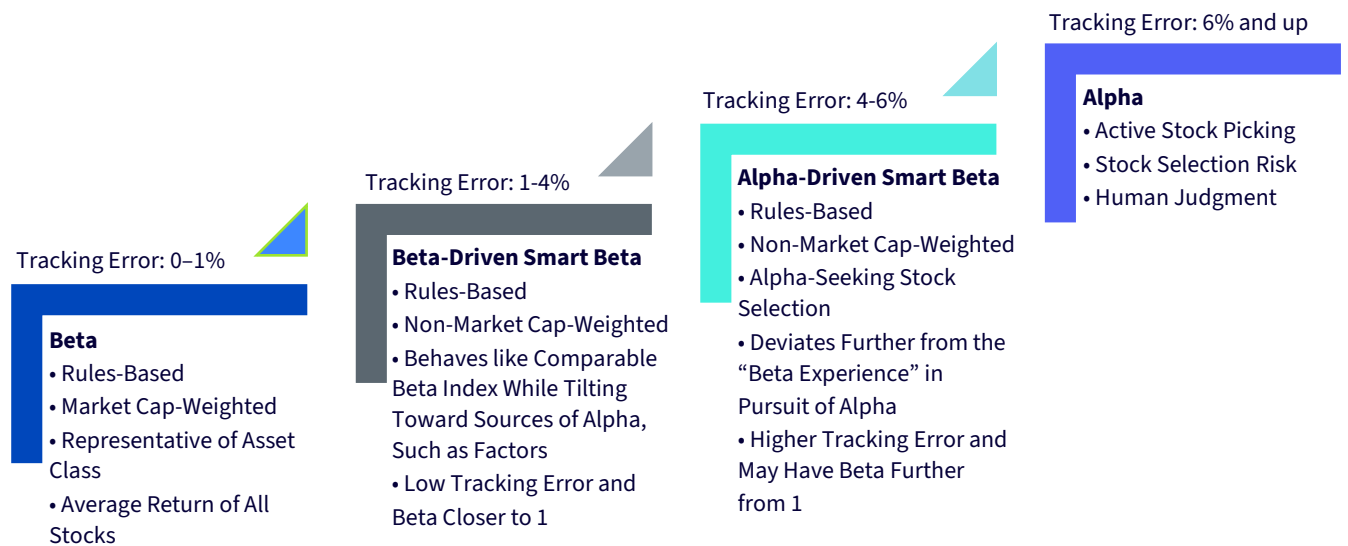 Tracking Error: 0–1%
Beta
• Rules-Based
• Market Cap-Weighted
• Representative of Asset
Class
• Average Return of All
Stocks
Tracking Error: 1-4%
Beta-Driven Smart Beta
• Rules-Based
• Non-Market Cap-Weighted
• Behaves like Comparable
Beta Index While Tilting
Toward Sources of Alpha,
Such as Factors
• Low Tracking Error and
Beta Closer to 1
Tracking Error: 4-6%
Alpha-Driven Smart Beta
• Rules-Based
• Non-Market Cap-Weighted
• Alpha-Seeking Stock
Selection
• Deviates Further from the
“Beta Experience” in
Pursuit of Alpha
• Higher Tracking Error and
May Have Beta Further
from 1
Tracking Error: 6% and up
Alpha
• Active Stock Picking
• Stock Selection Risk
• Human Judgment